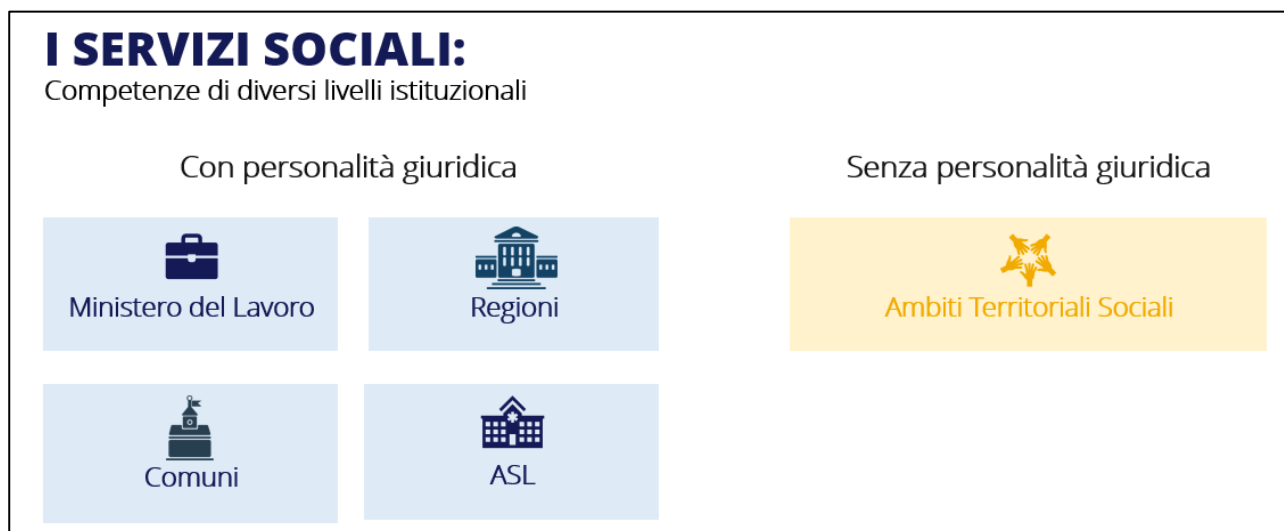 I SERVIZI SOCIALI:
Competenze di diversi livelli istituzionali
Con personalità giuridica
Senza personalità giuridica
Ministero del Lavoro
Regioni
Ambiti Territoriali Sociali
Comuni
ASL